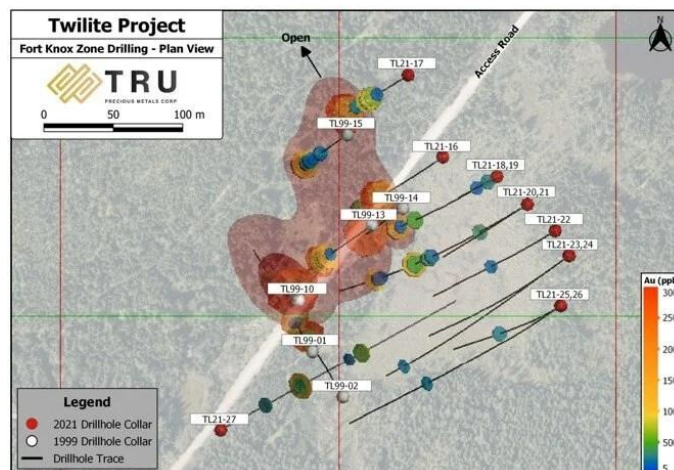 Twilite Project
Fort Knox Zone Drilling - Plan View
TRU
PRECIOUS METALS CORP
0 50 100 m
Open
Access Road
N
TL21-17
TL99-15
TL21-16
TL21-18,19
TL99-14
TL21-20,21
TL99-13
TL21-22
TL21-23,24
TL99-10
TL21-25,26
TL99-01
TL99-02
TL21-27
Au (ppb
300
200
150
100
500
200
50
5
Legend
2021 Drillhole Collar
1999 Drillhole Collar
Drillhole Trace